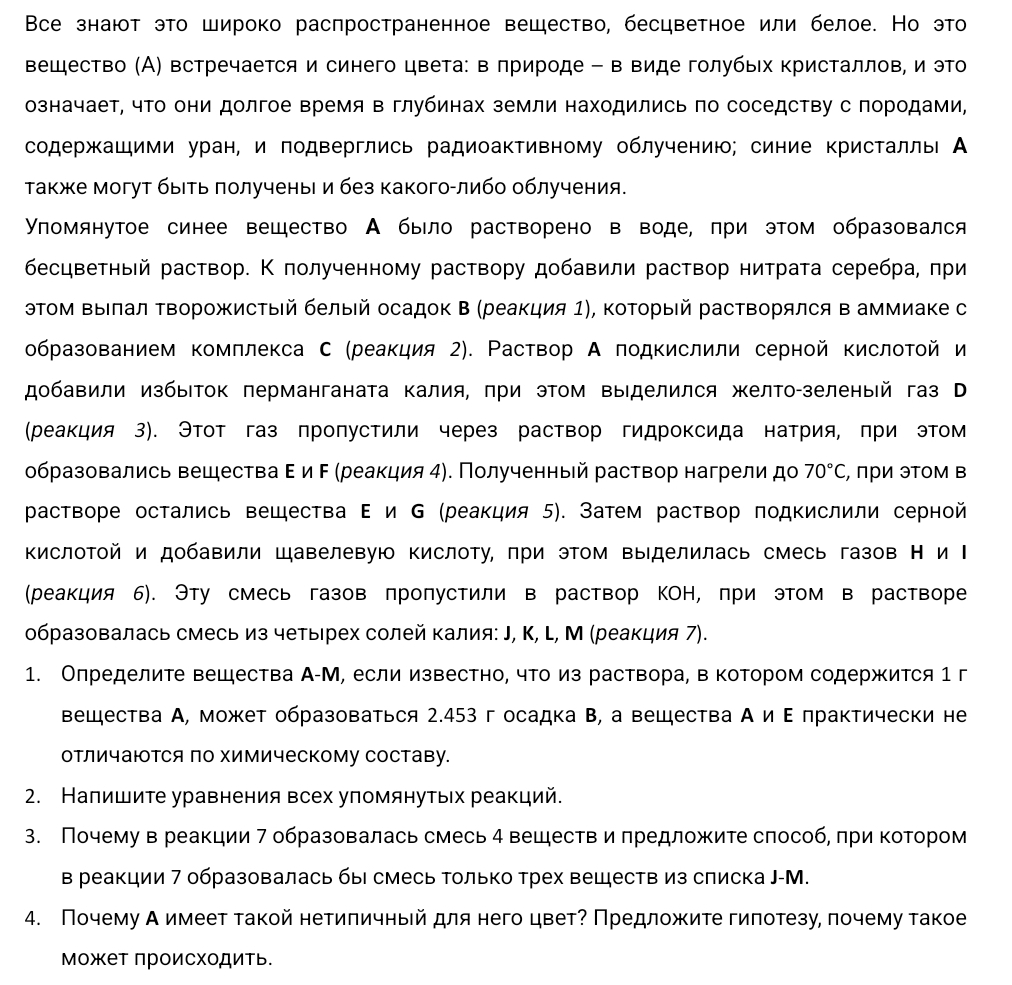 Все знают это широко распространенное вещество, бесцветное или белое. Но это
вещество (А) встречается и синего цвета: в природе – в виде голубых кристаллов, и это
означает, что они долгое время в глубинах земли находились по соседству с породами,
содержащими уран, и подверглись радиоактивному облучению; синие кристаллы А
также могут быть получены и без какого-либо облучения.
Упомянутое синее вещество А было растворено в воде, при этом образовался
бесцветный раствор. К полученному раствору добавили раствор нитрата серебра, при
этом выпал творожистый белый осадок B (реакция 1), который растворялся в аммиаке с
образованием комплекса C (реакция 2). Раствор А подкислили серной кислотой и
добавили избыток перманганата калия, при этом выделился желто-зеленый газ D
(реакция 3). Этот газ пропустили через раствор гидроксида натрия, при этом
образовались вещества E и F (реакция 4). Полученный раствор нагрели до 70°C, при этом в
растворе остались вещества E и G (реакция 5). Затем раствор подкислили серной
кислотой и добавили щавелевую кислоту, при этом выделилась смесь газов H и I
(реакция 6). Эту смесь газов пропустили в раствор KOH, при этом в растворе
образовалась смесь из четырех солей калия: J, K, L, M (реакция 7).
1. Определите вещества A-M, если известно, что из раствора, в котором содержится 1 г
вещества A, может образоваться 2.453 г осадка B, а вещества A и E практически не
отличаются по химическому составу.
2. Напишите уравнения всех упомянутых реакций.
3. Почему в реакции 7 образовалась смесь 4 веществ и предложите способ, при котором
в реакции 7 образовалась бы смесь только трех веществ из списка J-M.
4. Почему A имеет такой нетипичный для него цвет? Предложите гипотезу, почему такое
может происходить.